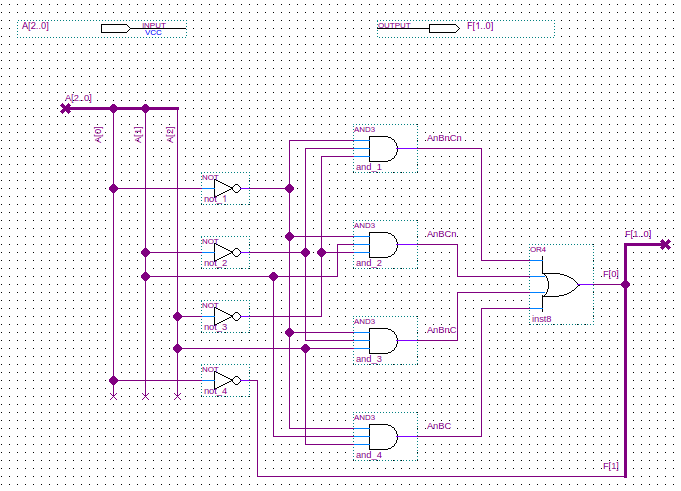 A[2..0]
INPUT
VCC
OUTPUT
F[1..0]
A[2..0]
A[0]
A[1]
A[2]
AND3
AnBnCn
and_1
NOT
not_1
AND3
AnBCn
and_2
NOT
not_2
F[1..0]
OR4
F[0]
inst8
NOT
not_3
AND3
AnBnC
and_3
NOT
not_4
AND3
AnBC
and_4
F[1]